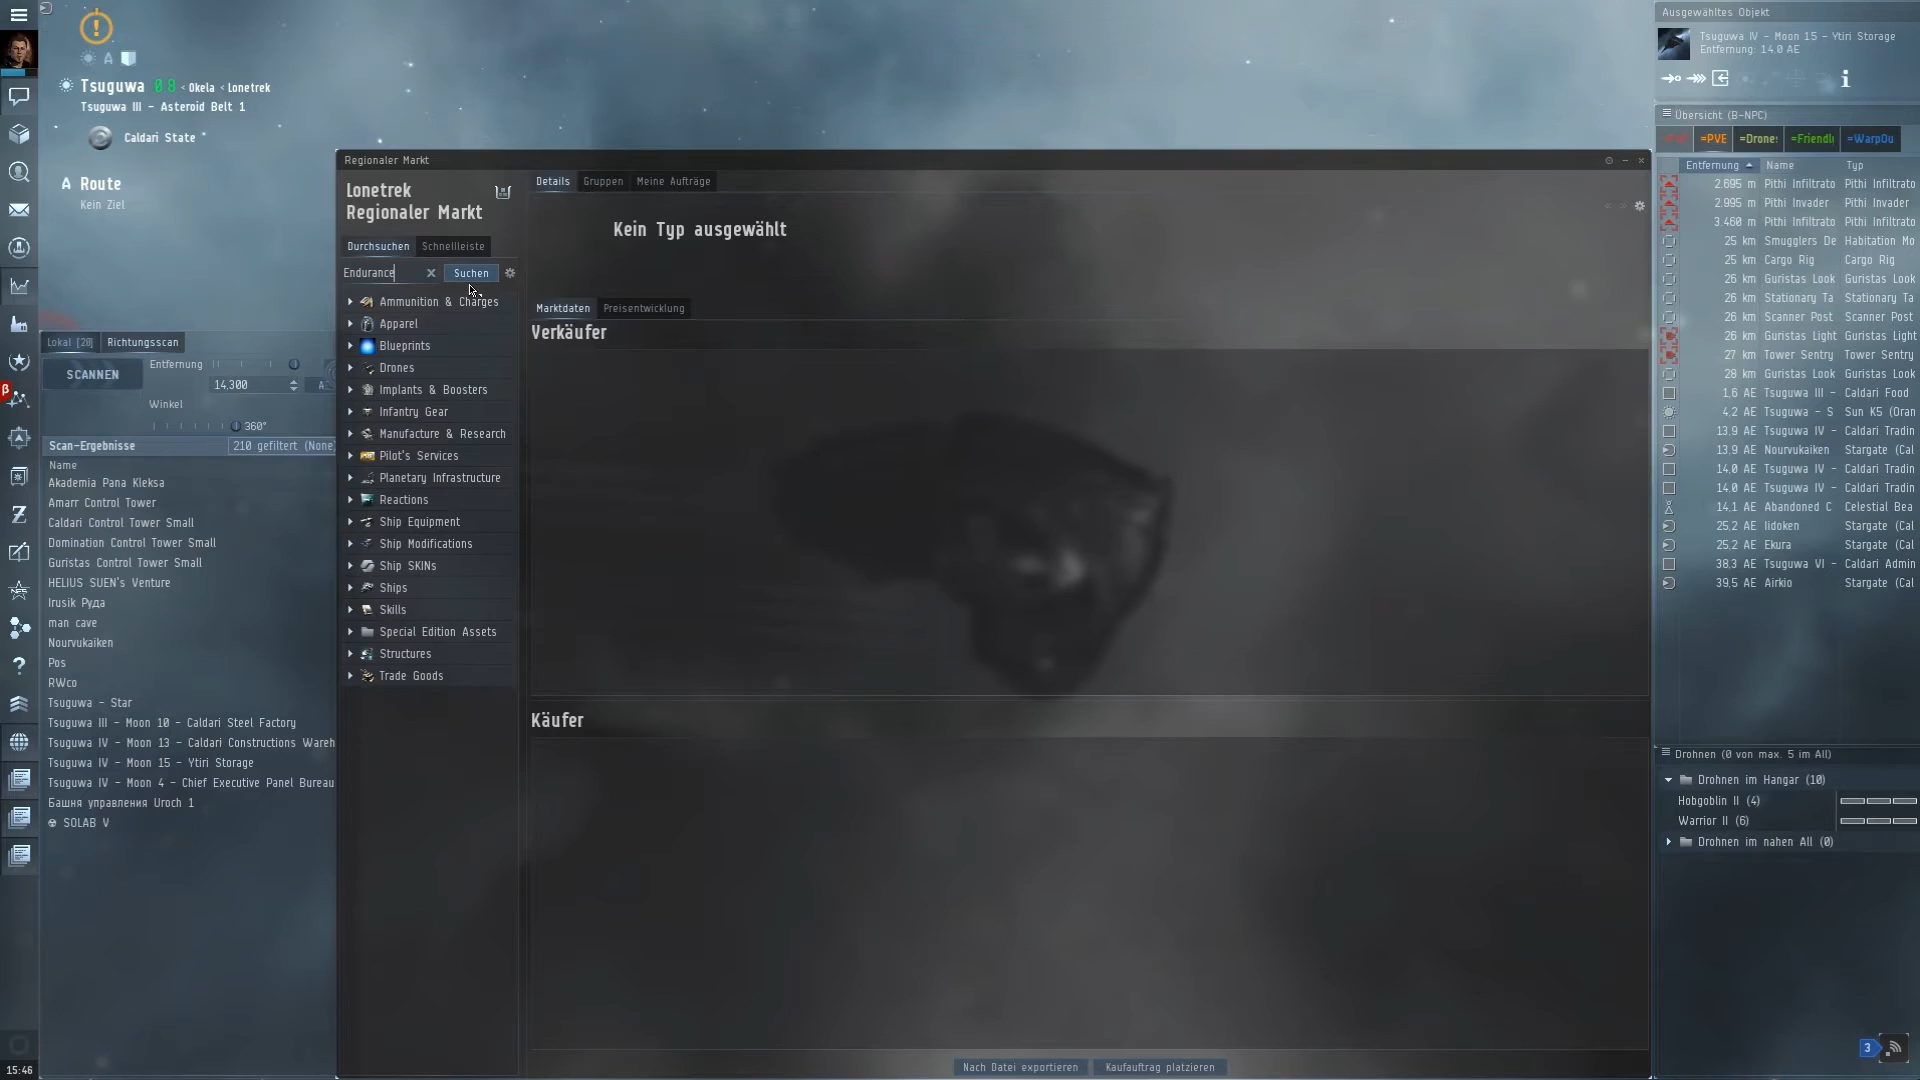 Tsuguwa 0.8 < Okela < Lonetrek
Tsuguwa III - Asteroid Belt 1
Caldari State
Route
Kein Ziel
Lokal [20] Richtungsscan
SCANNEN
Entfernung
14.300
Winkel
360°
Scan-Ergebnisse
210 gefiltert (None
Name
Akademia Pana Kleksa
Amarr Control Tower
Caldari Control Tower Small
Domination Control Tower Small
Guristas Control Tower Small
HELIUS SUEN's Venture
Irusik Руда
man cave
Nourvukaiken
Pos
RWco
Tsuguwa - Star
Tsuguwa III - Moon 10 - Caldari Steel Factory
Tsuguwa IV - Moon 13 - Caldari Constructions Wareh
Tsuguwa IV - Moon 15 - Ytiri Storage
Tsuguwa IV - Moon 4 - Chief Executive Panel Bureau
Башня управления Uroch 1
SOLAB V
15:46
Regionaler Markt
Lonetrek
Regionaler Markt
Durchsuchen Schnellleiste
Endurance
Suchen
Ammunition & Charges
Apparel
Blueprints
Drones
Implants & Boosters
Infantry Gear
Manufacture & Research
Pilot's Services
Planetary Infrastructure
Reactions
Ship Equipment
Ship Modifications
Ship SKINs
Ships
Skills
Special Edition Assets
Structures
Trade Goods
Details Gruppen Meine Aufträge
Kein Typ ausgewählt
Marktdaten Preisentwicklung
Verkäufer
Käufer
Nach Datei exportieren Kaufauftrag platzieren
Ausgewähltes Objekt
Tsuguwa IV - Moon 15 - Ytiri Storage
Entfernung: 14.0 AE
Übersicht (B-NPC)
=PVE =Drone: =Friendl =WarpOu
Entfernung Name Typ
2.695 m Pithi Infiltrato Pithi Infiltrato
2.995 m Pithi Invader Pithi Invader
3.460 m Pithi Infiltrato Pithi Infiltrato
25 km Smugglers De Habitation Mo
25 km Cargo Rig Cargo Rig
26 km Guristas Look Guristas Look
26 km Stationary Ta Stationary Ta
26 km Scanner Post Scanner Post
26 km Guristas Light Guristas Light
27 km Tower Sentry Tower Sentry
28 km Guristas Look Guristas Look
1,6 AE Tsuguwa III - Caldari Food
4,2 AE Tsuguwa - S Sun K5 (Oran
13,9 AE Tsuguwa IV - Caldari Tradin
13,9 AE Nourvukaiken Stargate (Cal
14,0 AE Tsuguwa IV - Caldari Tradin
14,0 AE Tsuguwa IV - Caldari Tradin
14,1 AE Abandoned C Celestial Bea
25,2 AE Iidoken Stargate (Cal
25,2 AE Ekura Stargate (Cal
38,3 AE Tsuguwa VI - Caldari Admin
39,5 AE Airkio Stargate (Cal
Drohnen (0 von max. 5 im All)
Drohnen im Hangar (10)
Hobgoblin II (4)
Warrior II (6)
Drohnen im nahen All (0)
3